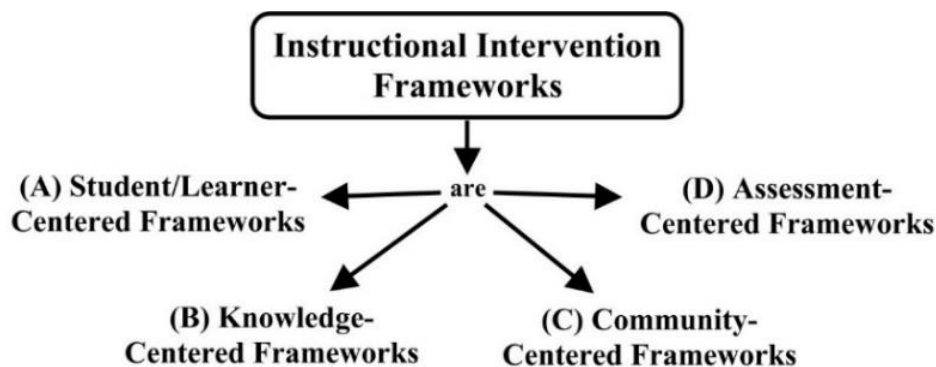 Instructional Intervention
Frameworks
are
(A) Student/Learner-
Centered Frameworks
(B) Knowledge-
Centered Frameworks
(C) Community-
Centered Frameworks
(D) Assessment-
Centered Frameworks